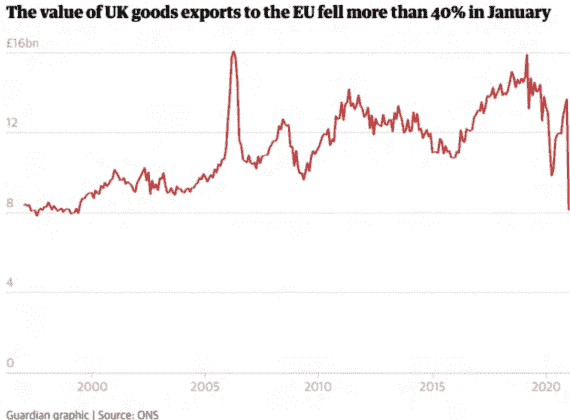 The value of UK goods exports to the EU fell more than 40% in January
£16bn
12
8
4
0
2000 2005 2010 2015 2020
Guardian graphic | Source: ONS